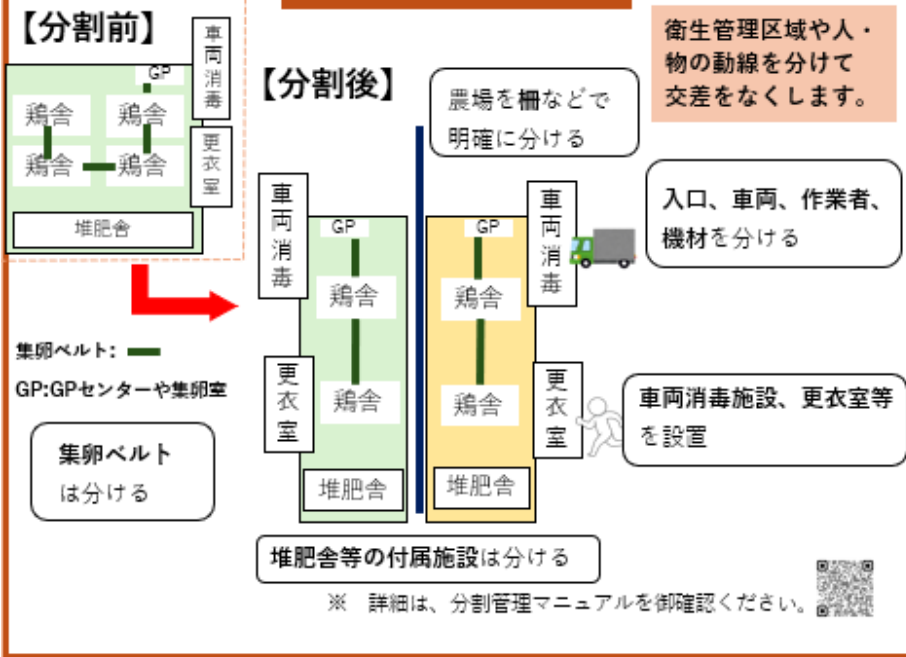 【分割前】
車両消毒
GP
鶏舎
鶏舎
鶏舎
鶏舎
更衣室
堆肥舎
【分割後】
農場を柵などで
明確に分ける
衛生管理区域や人・
物の動線を分けて
交差をなくします。
車両消毒
GP
鶏舎
鶏舎
更衣室
堆肥舎
GP
鶏舎
鶏舎
堆肥舎
車両消毒
更衣室
入口、車両、作業者、
機材を分ける
車両消毒施設、更衣室等
を設置
集卵ベルト:
GP:GPセンターや集卵室
集卵ベルト
は分ける
堆肥舎等の付属施設は分ける
※ 詳細は、分割管理マニュアルを御確認ください。